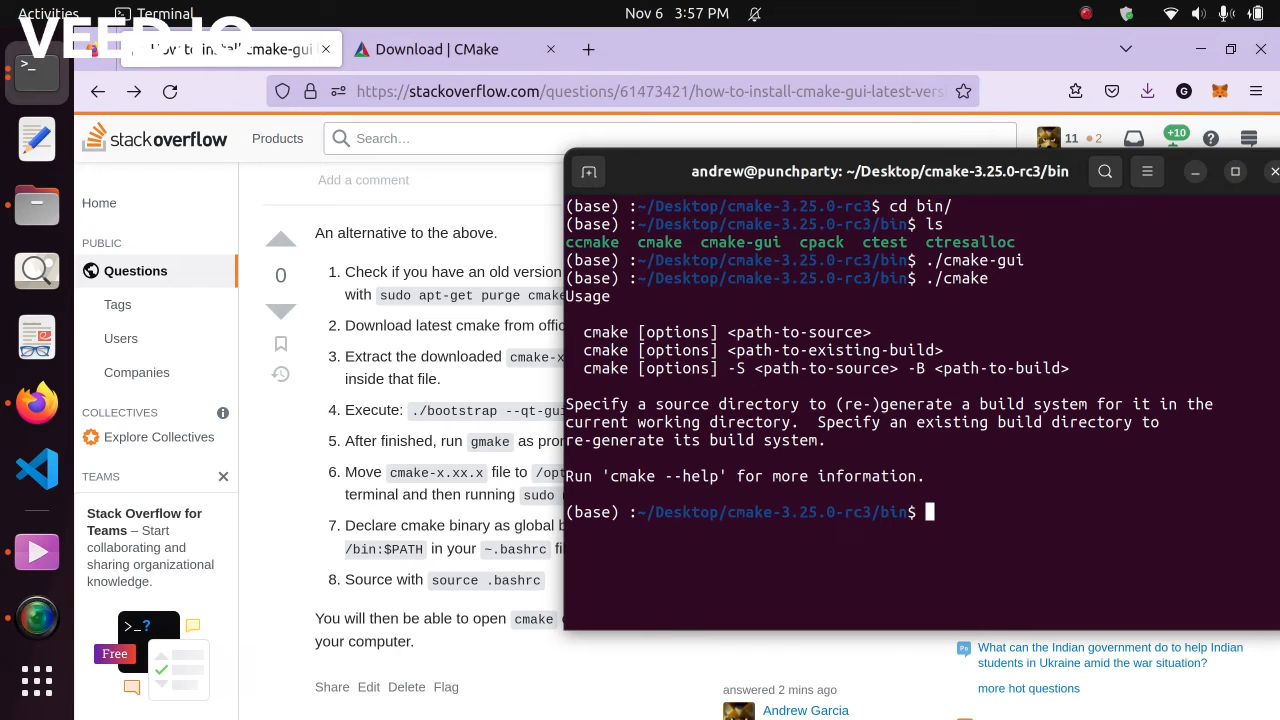 Activities
Terminal
Nov 6 3:57 PM
VEED.IO
How to install cmake-gui l
Download | CMake
https://stackoverflow.com/questions/61473421/how-to-install-cmake-gui-latest-versi
stackoverflow
Products
Search…
11
2
+10
andrew@punchparty: ~/Desktop/cmake-3.25.0-rc3/bin
Home
PUBLIC
Questions
Tags
Users
Companies
COLLECTIVES
Explore Collectives
TEAMS
Stack Overflow for
Teams – Start
collaborating and
sharing organizational
knowledge.
>_?
Free
Add a comment
An alternative to the above.
0
1. Check if you have an old version
with sudo apt-get purge cmake
2. Download latest cmake from offic
3. Extract the downloaded cmake-x
inside that file.
4. Execute: ./bootstrap --qt-gui
5. After finished, run gmake as pron
6. Move cmake-x.xx.x file to /opt
terminal and then running sudo
7. Declare cmake binary as global b
/bin:$PATH in your ~.bashrc fi
8. Source with source .bashrc
You will then be able to open cmake
your computer.
Share Edit Delete Flag
answered 2 mins ago
Andrew Garcia
(base) :~/Desktop/cmake-3.25.0-rc3$ cd bin/
(base) :~/Desktop/cmake-3.25.0-rc3/bin$ ls
ccmake cmake cmake-gui cpack ctest ctresalloc
(base) :~/Desktop/cmake-3.25.0-rc3/bin$ ./cmake-gui
(base) :~/Desktop/cmake-3.25.0-rc3/bin$ ./cmake
Usage
cmake [options] <path-to-source>
cmake [options] <path-to-existing-build>
cmake [options] -S <path-to-source> -B <path-to-build>
Specify a source directory to (re-)generate a build system for it in the
current working directory. Specify an existing build directory to
re-generate its build system.
Run 'cmake --help' for more information.
(base) :~/Desktop/cmake-3.25.0-rc3/bin$
What can the Indian government do to help Indian
students in Ukraine amid the war situation?
more hot questions